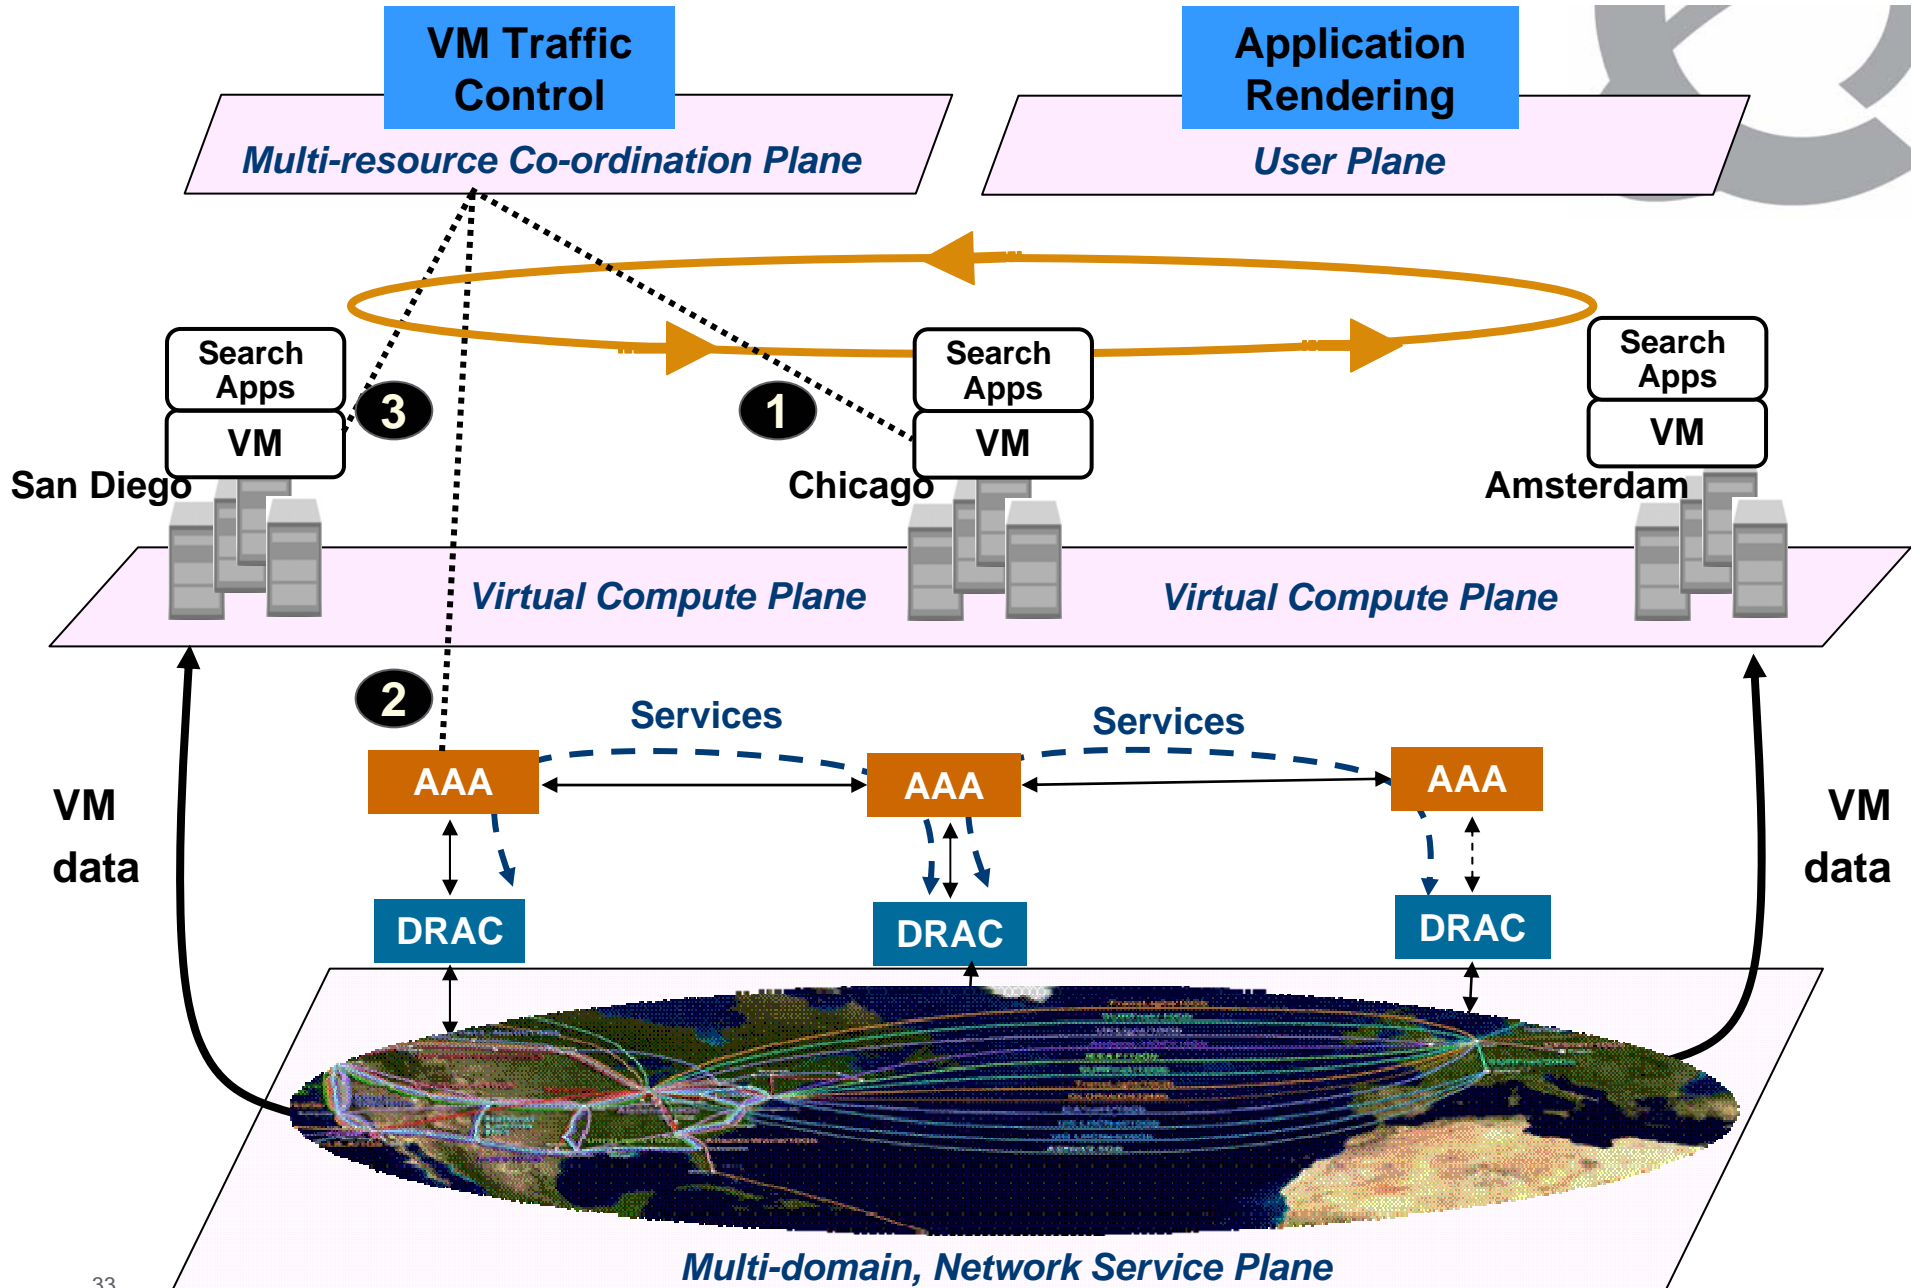 VM Traffic
Control
Application
Rendering
Multi-resource Co-ordination Plane
User Plane
Search
Apps
VM
San Diego
3
1
Search
Apps
VM
Chicago
Search
Apps
VM
Amsterdam
Virtual Compute Plane
Virtual Compute Plane
2
Services
Services
AAA
AAA
AAA
VM
data
VM
data
DRAC
DRAC
DRAC
Multi-domain, Network Service Plane
33